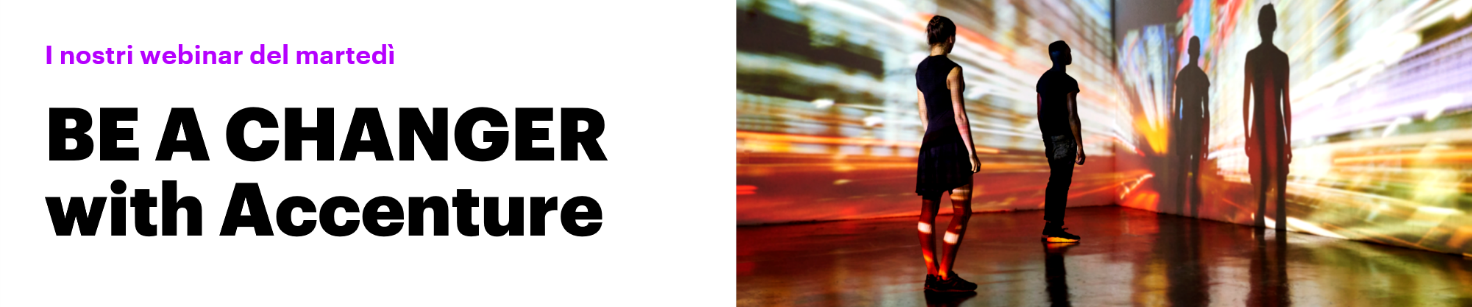 I nostri webinar del martedì
BE A CHANGER
with Accenture